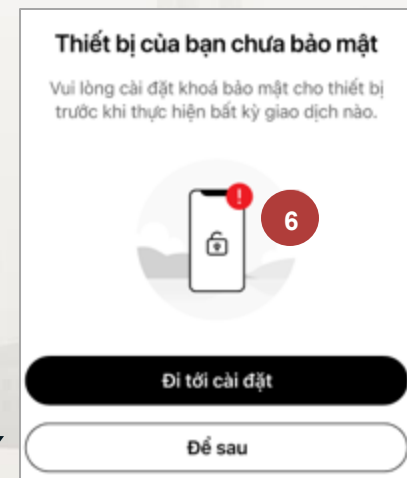 Thiết bị của bạn chưa bảo mật
Vui lòng cài đặt khoá bảo mật cho thiết bị
trước khi thực hiện bất kỳ giao dịch nào.
!
6
Đi tới cài đặt
Để sau